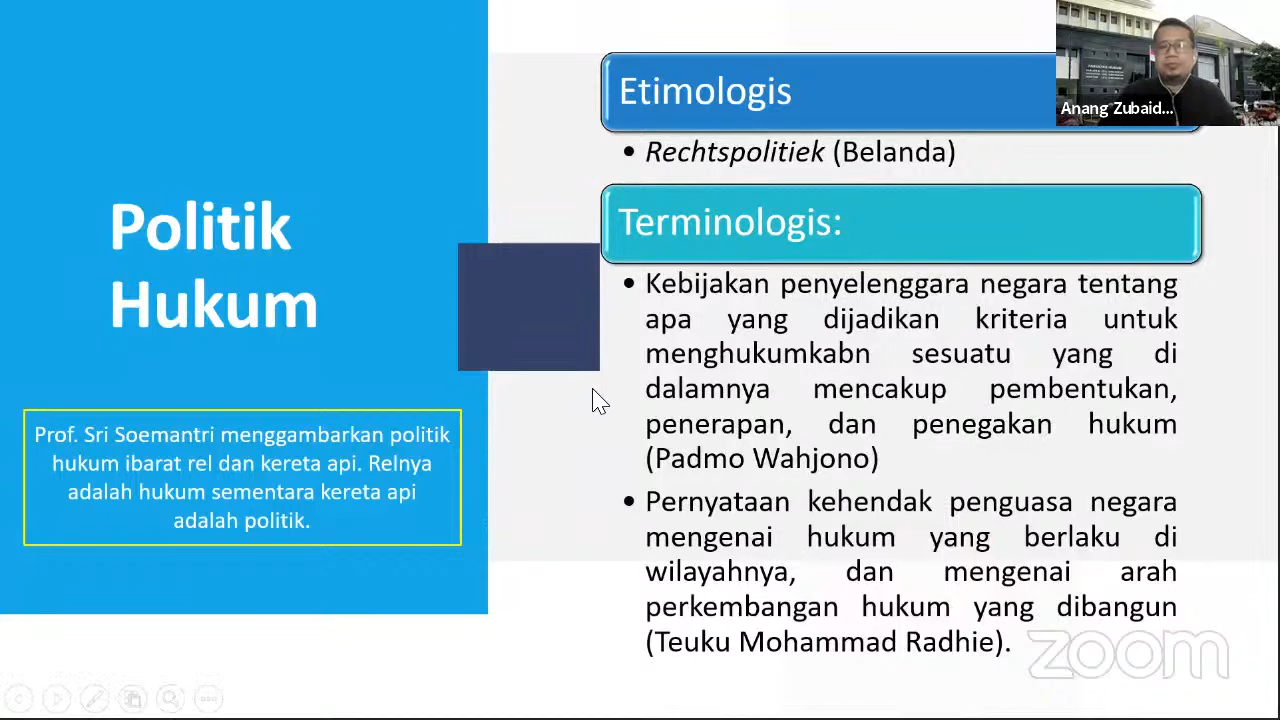 Politik
Hukum
Prof. Sri Soemantri menggambarkan politik
hukum ibarat rel dan kereta api. Relnya
adalah hukum sementara kereta api
adalah politik.
Etimologis
• Rechtspolitiek (Belanda)
Terminologis:
• Kebijakan penyelenggara negara tentang
apa yang dijadikan kriteria untuk
menghukumkabn sesuatu yang di
dalamnya mencakup pembentukan,
penerapan, dan penegakan hukum
(Padmo Wahjono)
• Pernyataan kehendak penguasa negara
mengenai hukum yang berlaku di
wilayahnya, dan mengenai arah
perkembangan hukum yang dibangun
(Teuku Mohammad Radhie).
Anang Zubaid...
zoom